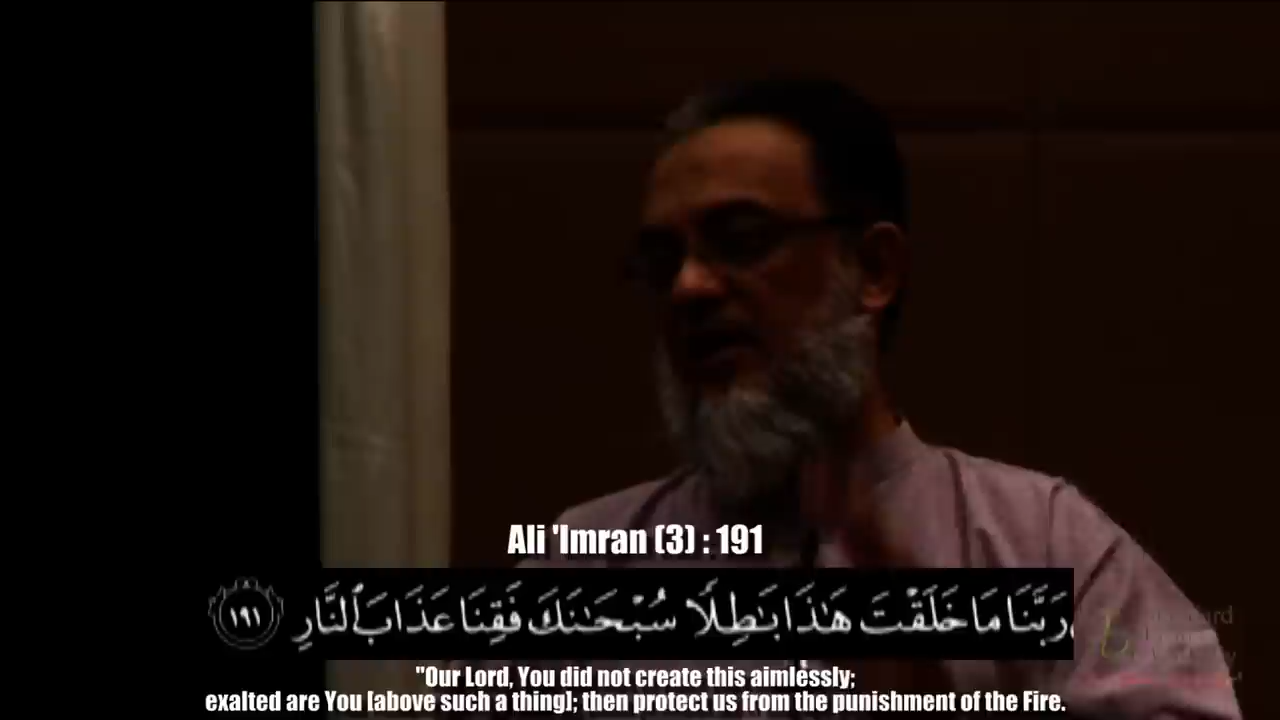 Ali 'Imran (3) : 191
رَبَّنَا مَا خَلَقْتَ هَـٰذَا بَـٰطِلًا سُبْحَـٰنَكَ فَقِنَا عَذَابَ ٱلنَّارِ ١٩١
"Our Lord, You did not create this aimlessly;
exalted are You [above such a thing]; then protect us from the punishment of the Fire.